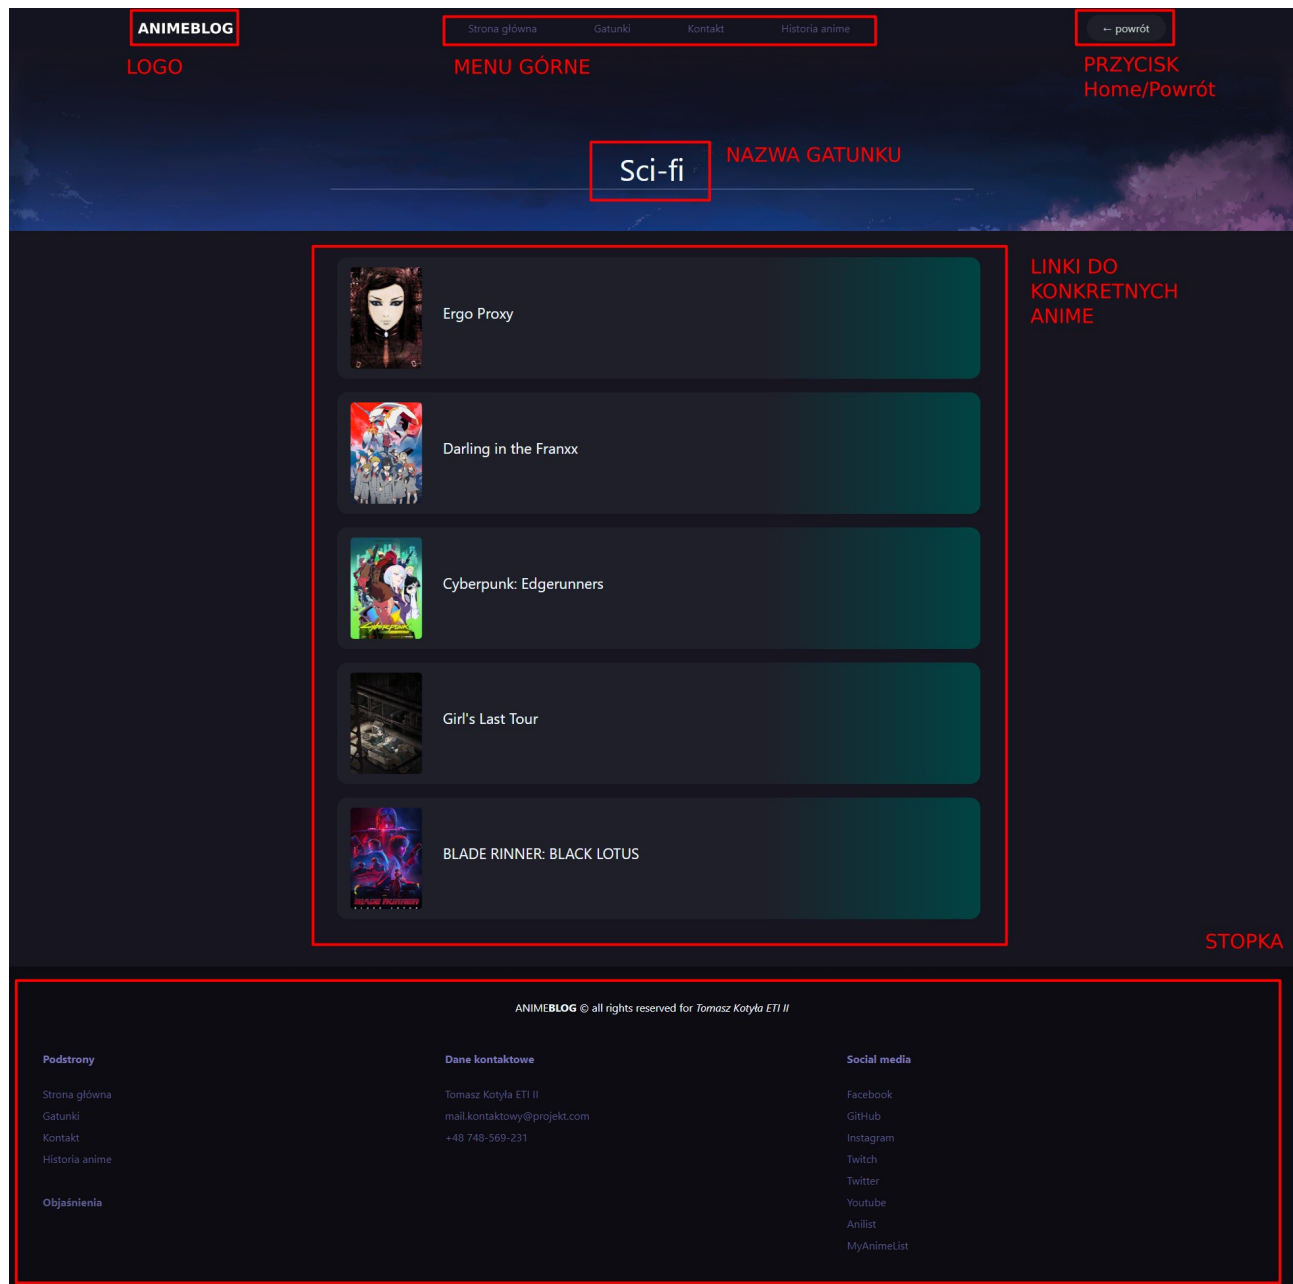 ANIMEBLOG
Strona główna Gatunki Kontakt Historia anime
← powrót
LOGO
MENU GÓRNE
PRZYCISK
Home/Powrót
Sci-fi
NAZWA GATUNKU
LINKI DO
KONKRETNYCH
ANIME
Ergo Proxy
Darling in the Franxx
Cyberpunk: Edgerunners
Girl's Last Tour
BLADE RINNER: BLACK LOTUS
STOPKA
ANIMEBLOG © all rights reserved for Tomasz Kotyła ETI II
Podstrony
Strona główna
Gatunki
Kontakt
Historia anime
Objaśnienia
Dane kontaktowe
Tomasz Kotyła ETI II
mail.kontaktowy@projekt.com
+48 748-569-231
Social media
Facebook
GitHub
Instagram
Twitch
Twitter
Youtube
Anilist
MyAnimeList